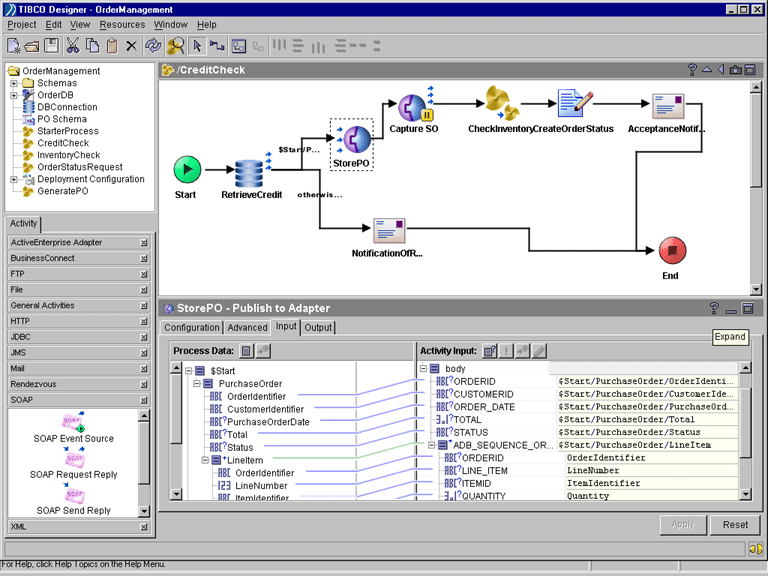 TIBCO Designer - OrderManagement
Project Edit View Resources Window Help
OrderManagement
Schemas
OrderDB
DBConnection
PO Schema
StarterProcess
CreditCheck
InventoryCheck
OrderStatusRequest
Deployment Configuration
GeneratePO
Activity
ActiveEnterprise Adapter
BusinessConnect
FTP
File
General Activities
HTTP
JDBC
JMS
Mail
Rendezvous
SOAP
SOAP Event Source
SOAP Request Reply
SOAP Send Reply
XML
/CreditCheck
Start
RetrieveCredit
$Start/P...
otherwis...
StorePO
Capture SO
CheckInventory
CreateOrderStatus
AcceptanceNotif...
NotificationOfR...
End
StorePO - Publish to Adapter
Configuration Advanced Input Output
Expand
Process Data:
$Start
PurchaseOrder
OrderIdentifier
CustomerIdentifier
PurchaseOrderDate
Total
Status
LineItem
OrderIdentifier
LineNumber
ItemIdentifier
Activity Input:
body
ORDERID $Start/PurchaseOrder/OrderIdenti...
CUSTOMERID $Start/PurchaseOrder/CustomerIde...
ORDER_DATE $Start/PurchaseOrder/PurchaseOrd...
TOTAL $Start/PurchaseOrder/Total
STATUS $Start/PurchaseOrder/Status
ADB_SEQUENCE_OR... $Start/PurchaseOrder/LineItem
ORDERID OrderIdentifier
LINE_ITEM LineNumber
ITEMID ItemIdentifier
QUANTITY Quantity
Apply Reset
For Help, click Help Topics on the Help Menu.